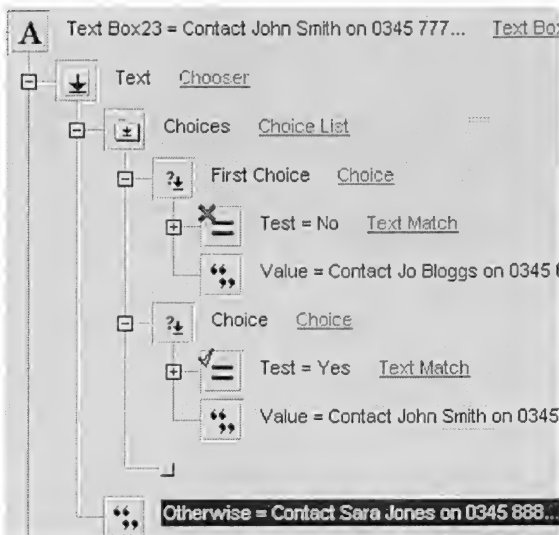 A Text Box23 = Contact John Smith on 0345 777... Text Bo
Text Chooser
Choices Choice List
First Choice Choice
Test = No Text Match
Value = Contact Jo Bloggs on 0345
Choice Choice
Test = Yes Text Match
Value = Contact John Smith on 0345
Otherwise = Contact Sara Jones on 0345 888...